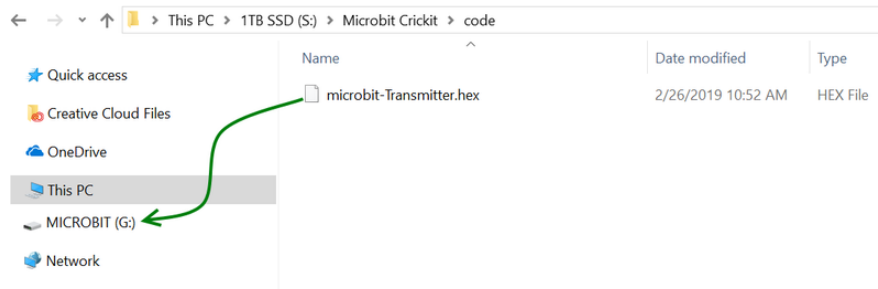 This PC > 1TB SSD (S:) > Microbit Crickit > code
Name Date modified Type
Quick access
microbit-Transmitter.hex 2/26/2019 10:52 AM HEX File
Creative Cloud Files
OneDrive
This PC
MICROBIT (G:)
Network